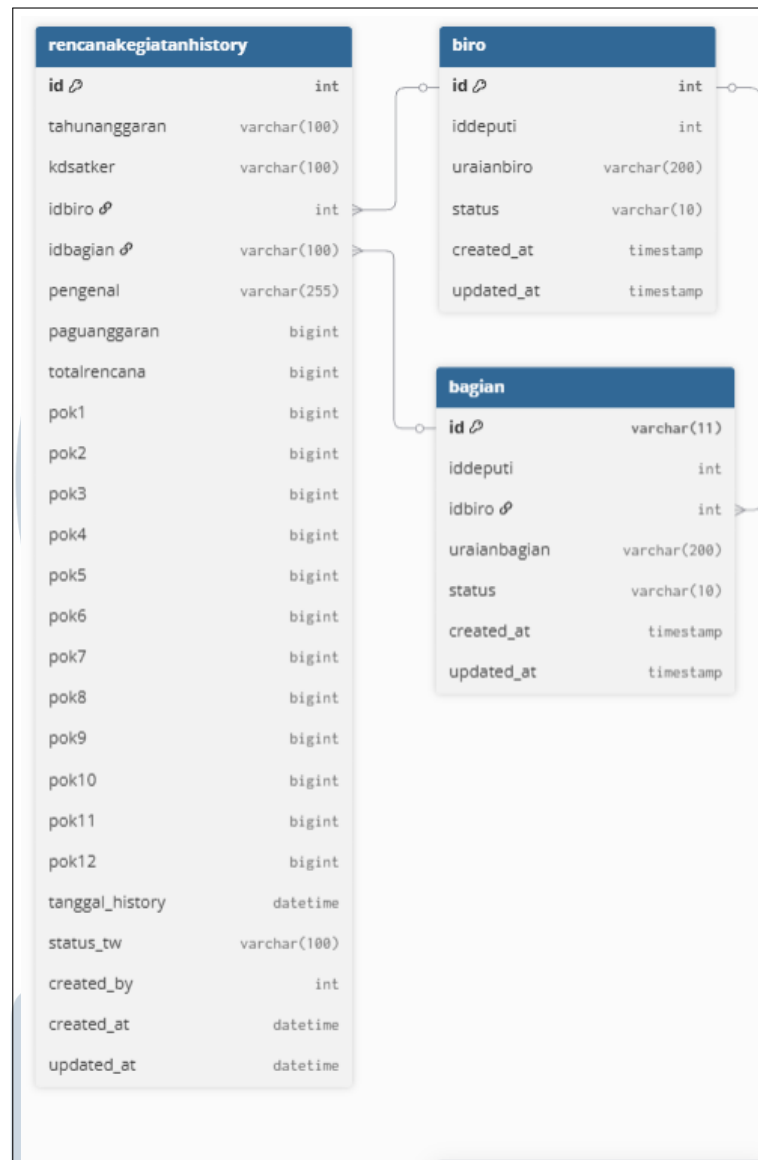 rencanakegiatanhistory
id int
tahunanggaran varchar(100)
kdsatker varchar(100)
idbiro int
idbagian varchar(100)
pengenal varchar(255)
paguanggaran bigint
totalrencana bigint
pok1 bigint
pok2 bigint
pok3 bigint
pok4 bigint
pok5 bigint
pok6 bigint
pok7 bigint
pok8 bigint
pok9 bigint
pok10 bigint
pok11 bigint
pok12 bigint
tanggal_history datetime
status_tw varchar(100)
created_by int
created_at datetime
updated_at datetime
biro
id int
iddeputi int
uraianbiro varchar(200)
status varchar(10)
created_at timestamp
updated_at timestamp
bagian
id varchar(11)
iddeputi int
idbiro int
uraianbagian varchar(200)
status varchar(10)
created_at timestamp
updated_at timestamp